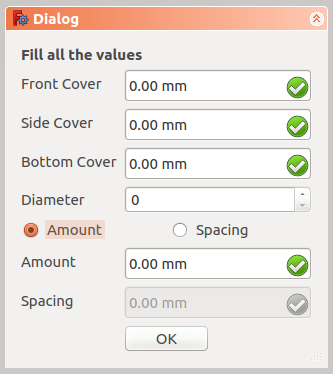 Dialog
Fill all the values
Front Cover 0.00 mm
Side Cover 0.00 mm
Bottom Cover 0.00 mm
Diameter 0
Amount Spacing
Amount 0.00 mm
Spacing 0.00 mm
OK